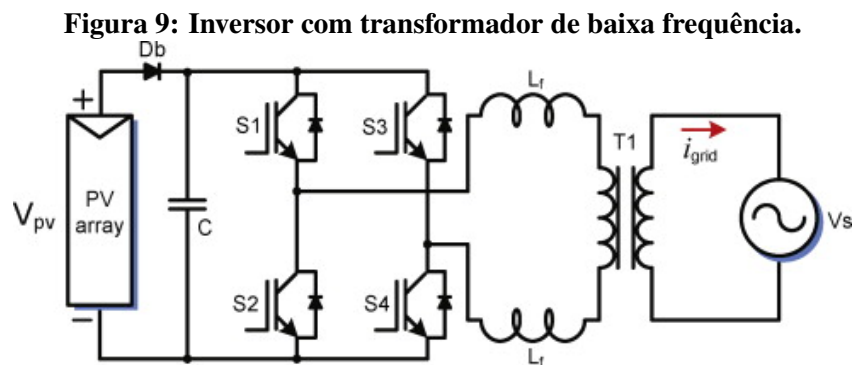 Figura 9: Inversor com transformador de baixa frequência.
Db
+
S1
S3
Lf
T1
igrid
Vpv
PV
array
C
Vs
S2
S4
−
Lf